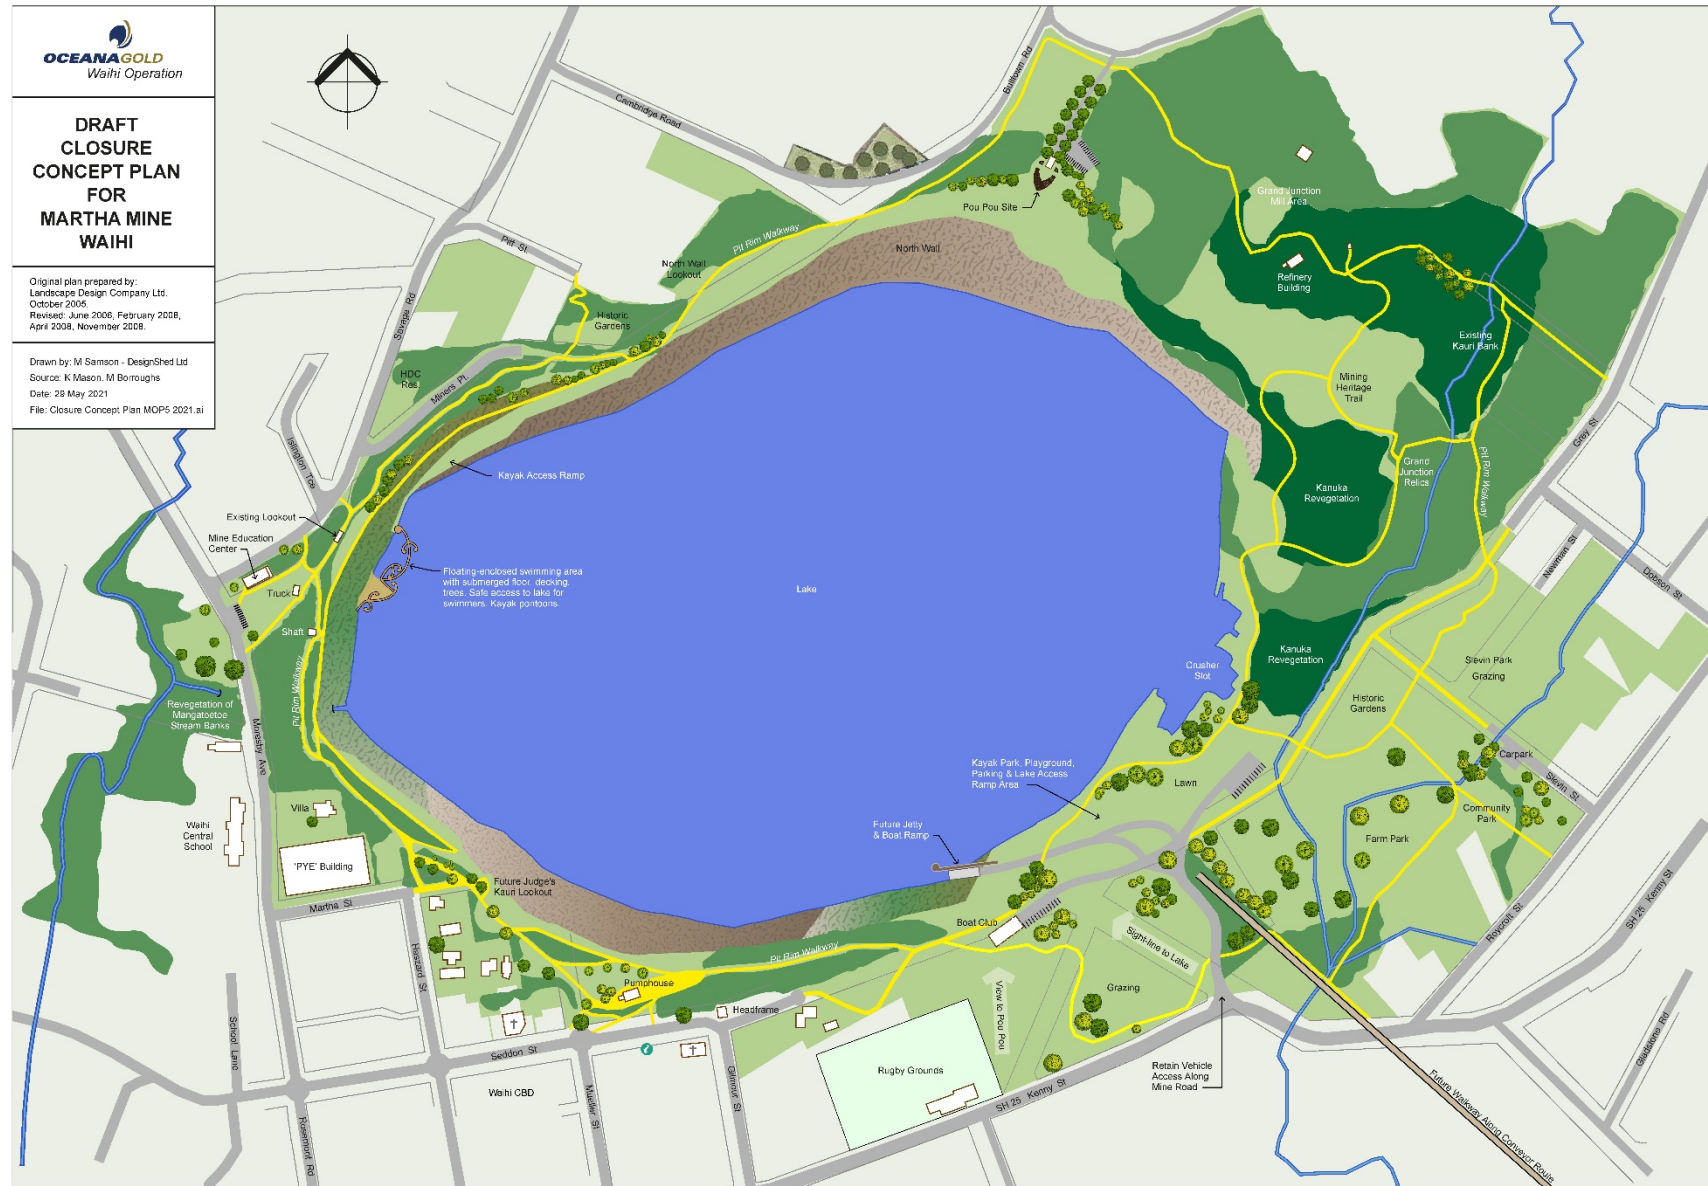 OCEANAGOLD
Waihi Operation
DRAFT
CLOSURE
CONCEPT PLAN
FOR
MARTHA MINE
WAIHI
Original plan prepared by:
Landscape Design Company Ltd.
October 2005.
Revised: June 2006, February 2008,
April 2008, November 2008.
Drawn by: M Samson - DesignShed Ltd
Source: K Mason. M Borroughs
Date: 29 May 2021
File: Closure Concept Plan MOP5 2021.ai
Cambridge Road
Bulltown Rd
Pou Pou Site
Grand Junction
Mill Area
Pit Rim Walkway
North Wall
North Wall
Lookout
Pitt St
Savage Rd
Refinery
Building
Historic
Gardens
Existing
Kauri Bank
HDC
Res.
Miners Pl.
Mining
Heritage
Trail
Islington Tce
Grey St
Kayak Access Ramp
Grand
Junction
Relics
Pit Rim Walkway
Kanuka
Revegetation
Existing Lookout
Mine Education
Center
Truck
Floating-enclosed swimming area
with submerged floor, decking,
trees. Safe access to lake for
swimmers. Kayak pontoons.
Lake
Newman St
Dobson St
Shaft
Pit Rim Walkway
Kanuka
Revegetation
Crusher
Slot
Slevin Park
Grazing
Revegetation of
Mangatoetoe
Stream Banks
Moresby Ave
Historic
Gardens
Carpark
Slevin St
Kayak Park, Playground,
Parking & Lake Access
Ramp Area
Lawn
Community
Park
Villa
Waihi
Central
School
Future Jetty
& Boat Ramp
Farm Park
'PYE' Building
Future Judge's
Kauri Lookout
Martha St
Haszard St
Boat Club
Sight-line to Lake
Roycroft St
SH 25 Kenny St
Pit Rim Walkway
Pumphouse
Grazing
View to Pou Pou
Headframe
School Lane
Seddon St
Gilmour St
Mueller St
Waihi CBD
Rosemont Rd
Rugby Grounds
SH 25 Kenny St
Retain Vehicle
Access Along
Mine Road
Gladstone Rd
Future Walkway Along Conveyor Route